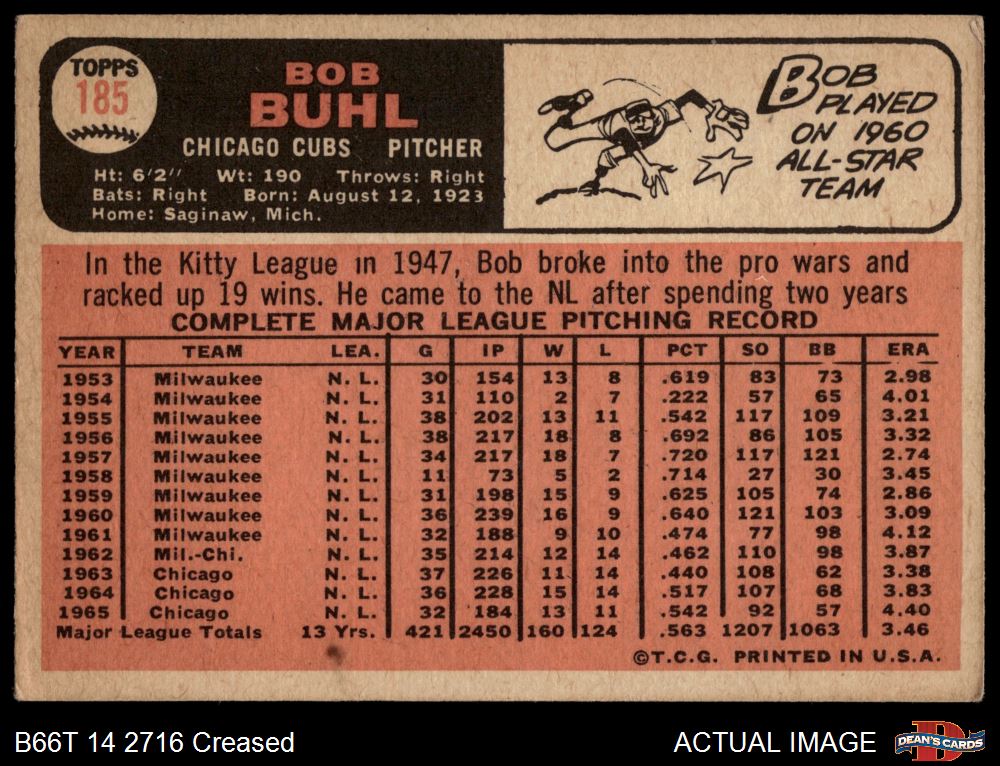 TOPPS
185
BOB
BUHL
CHICAGO CUBS PITCHER
Ht: 6'2" Wt: 190 Throws: Right
Bats: Right Born: August 12, 1923
Home: Saginaw, Mich.
BOB
PLAYED
ON 1960
ALL-STAR
TEAM
In the Kitty League in 1947, Bob broke into the pro wars and
racked up 19 wins. He came to the NL after spending two years
COMPLETE MAJOR LEAGUE PITCHING RECORD
YEAR TEAM LEA. G IP W L PCT SO BB ERA
1953 Milwaukee N. L. 30 154 13 8 .619 83 73 2.98
1954 Milwaukee N. L. 31 110 2 7 .222 57 65 4.01
1955 Milwaukee N. L. 38 202 13 11 .542 117 109 3.21
1956 Milwaukee N. L. 38 217 18 8 .692 86 105 3.32
1957 Milwaukee N. L. 34 217 18 7 .720 117 121 2.74
1958 Milwaukee N. L. 11 73 5 2 .714 27 30 3.45
1959 Milwaukee N. L. 31 198 15 9 .625 105 74 2.86
1960 Milwaukee N. L. 36 239 16 9 .640 121 103 3.09
1961 Milwaukee N. L. 32 188 9 10 .474 77 98 4.12
1962 Mil.-Chi. N. L. 35 214 12 14 .462 110 98 3.87
1963 Chicago N. L. 37 226 11 14 .440 108 62 3.38
1964 Chicago N. L. 36 228 15 14 .517 107 68 3.83
1965 Chicago N. L. 32 184 13 11 .542 92 57 4.40
Major League Totals 13 Yrs. 421 2450 160 124 .563 1207 1063 3.46
©T.C.G. PRINTED IN U.S.A.
B66T 14 2716 Creased
ACTUAL IMAGE
DEAN'S CARDS